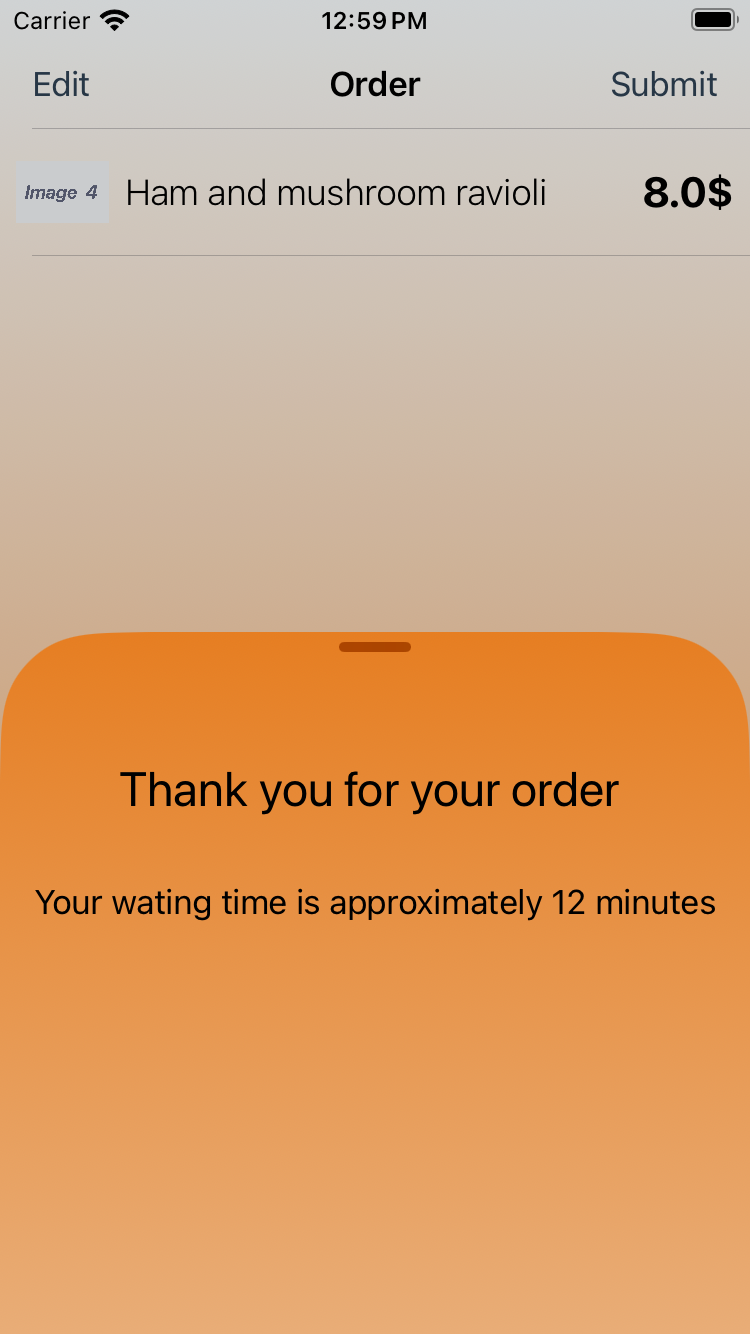 Carrier 12:59 PM
Edit Order Submit
Image 4 Ham and mushroom ravioli 8.0$
Thank you for your order
Your wating time is approximately 12 minutes